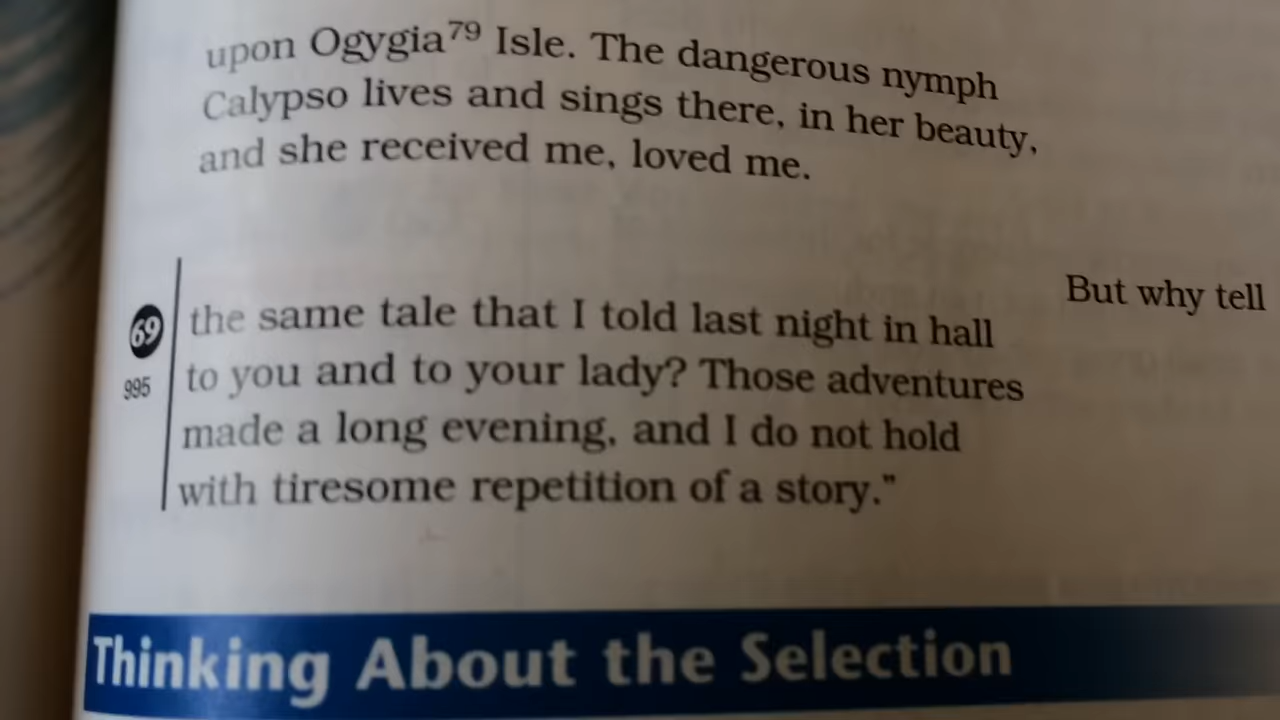 upon Ogygia79 Isle. The dangerous nymph
Calypso lives and sings there, in her beauty,
and she received me, loved me.
But why tell
69 the same tale that I told last night in hall
995 to you and to your lady? Those adventures
made a long evening, and I do not hold
with tiresome repetition of a story."
Thinking About the Selection